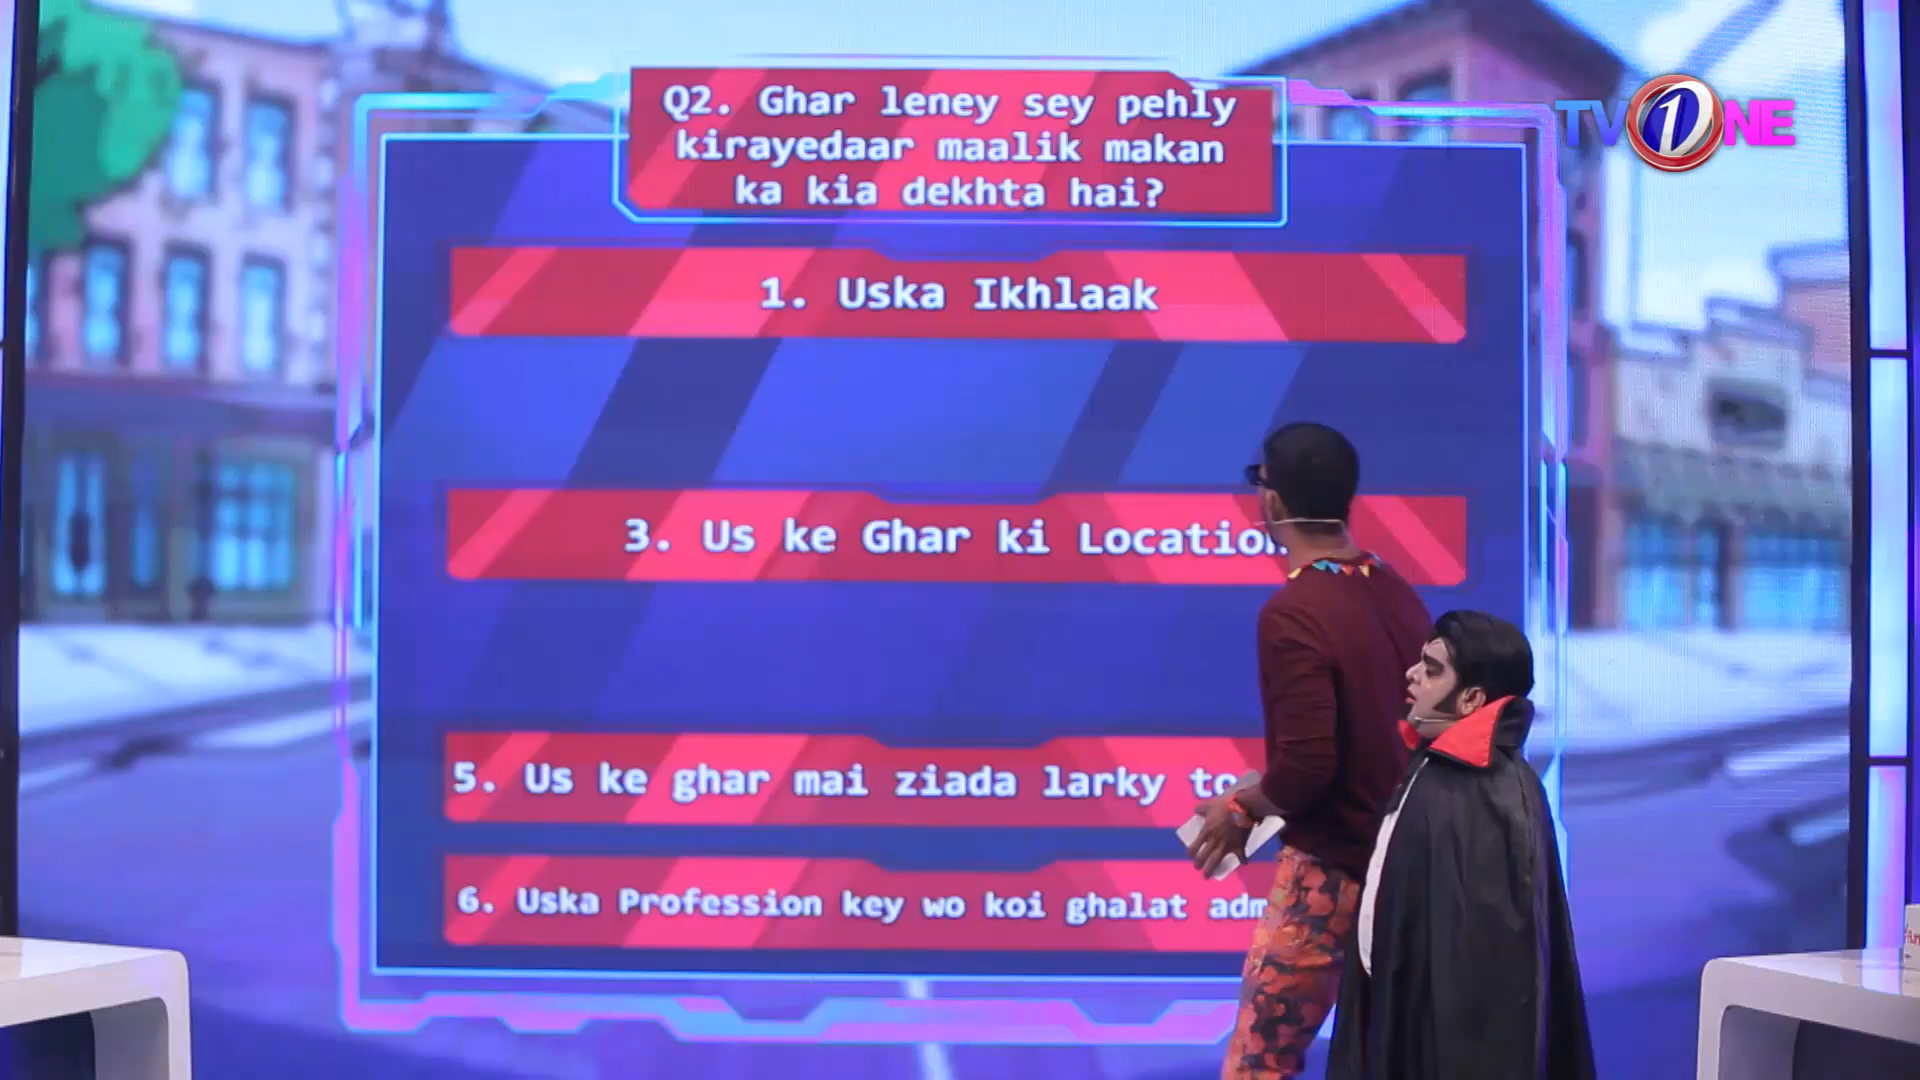 Q2. Ghar leney sey pehly
kirayedaar maalik makan
ka kia dekhta hai?
TV ONE
1. Uska Ikhlaak
3. Us ke Ghar ki Location
5. Us ke ghar mai ziada larky to
6. Uska Profession key wo koi ghalat